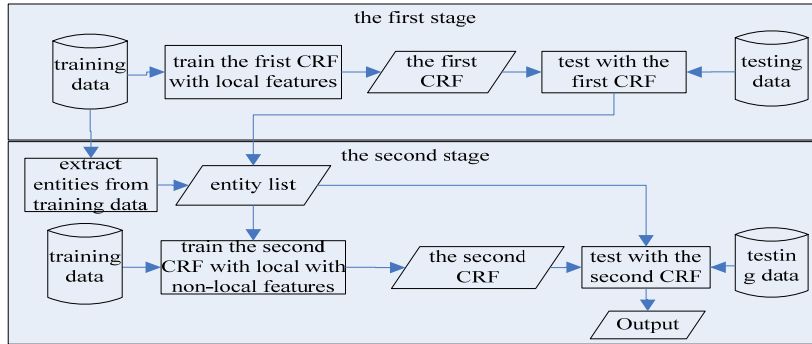 the first stage
training
data
train the frist CRF
with local features
the first
CRF
test with the
first CRF
testing
data
the second stage
extract
entities from
training data
entity list
training
data
train the second
CRF with local with
non-local features
the second
CRF
test with the
second CRF
testin
g data
Output